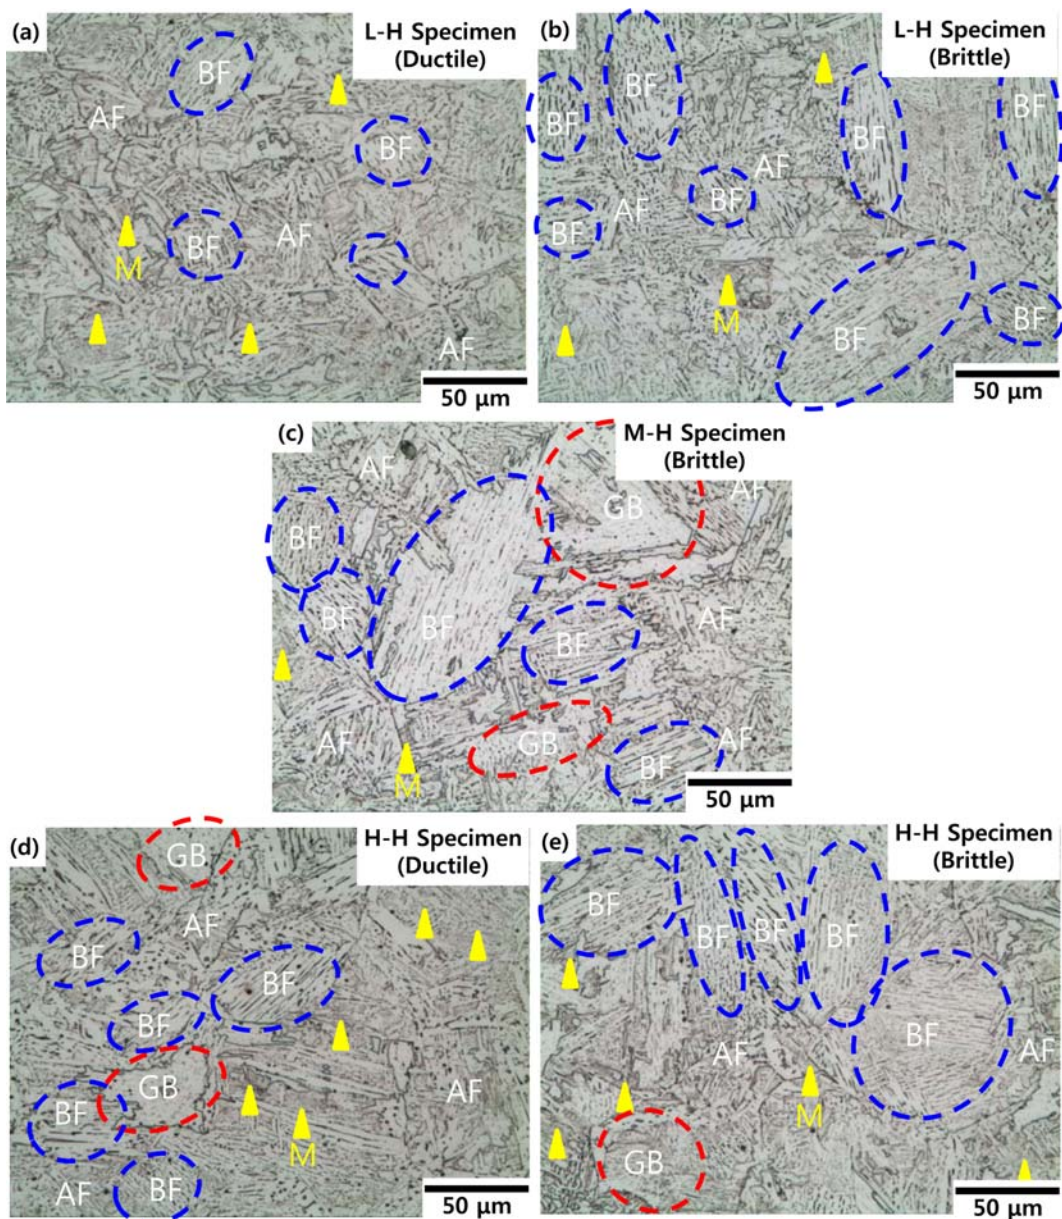 (a)
L-H Specimen
(Ductile)
BF
AF
BF
BF
AF
M
AF
50 μm
(b)
L-H Specimen
(Brittle)
BF
BF
BF
BF
AF
BF
AF
BF
M
BF
BF
50 μm
(c)
M-H Specimen
(Brittle)
AF
GB
AF
BF
BF
BF
AF
BF
AF
GB
AF
BF
M
50 μm
(d)
H-H Specimen
(Ductile)
GB
AF
BF
BF
BF
GB
AF
BF
M
AF
BF
50 μm
(e)
H-H Specimen
(Brittle)
BF
BF
BF
BF
BF
AF
AF
M
GB
50 μm